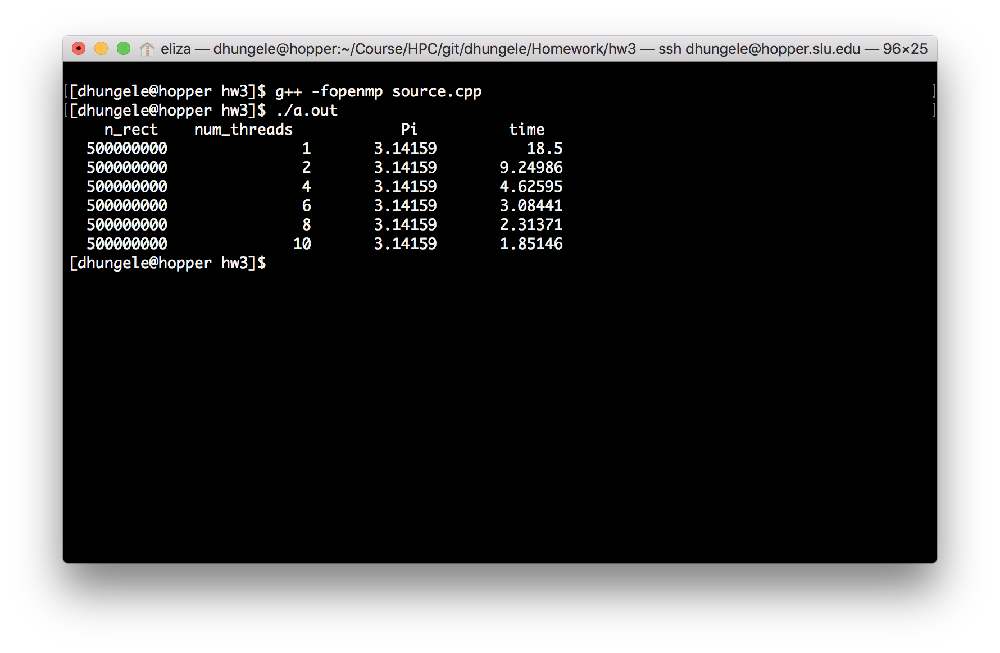 eliza — dhungele@hopper:~/Course/HPC/git/dhungele/Homework/hw3 — ssh dhungele@hopper.slu.edu — 96×25
[[dhungele@hopper hw3]$ g++ -fopenmp source.cpp ]
[[dhungele@hopper hw3]$ ./a.out ]
n_rect num_threads Pi time
500000000 1 3.14159 18.5
500000000 2 3.14159 9.24986
500000000 4 3.14159 4.62595
500000000 6 3.14159 3.08441
500000000 8 3.14159 2.31371
500000000 10 3.14159 1.85146
[dhungele@hopper hw3]$